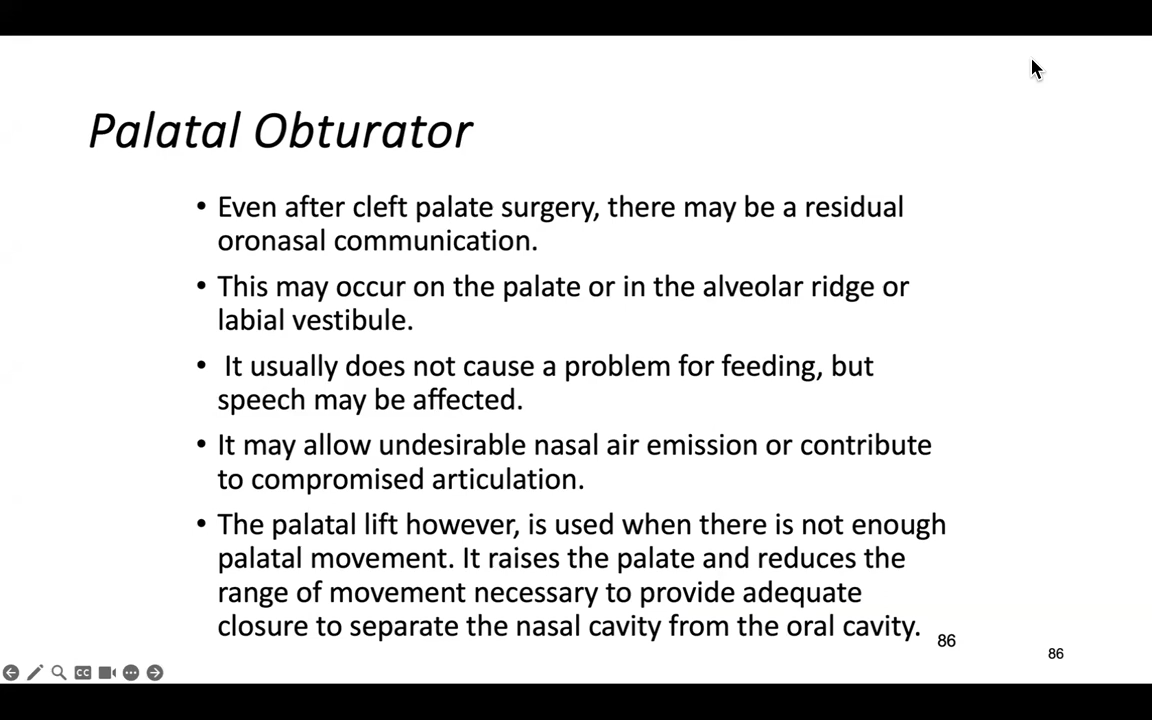 Palatal Obturator
• Even after cleft palate surgery, there may be a residual
oronasal communication.
• This may occur on the palate or in the alveolar ridge or
labial vestibule.
• It usually does not cause a problem for feeding, but
speech may be affected.
• It may allow undesirable nasal air emission or contribute
to compromised articulation.
• The palatal lift however, is used when there is not enough
palatal movement. It raises the palate and reduces the
range of movement necessary to provide adequate
closure to separate the nasal cavity from the oral cavity.
86
86
CC